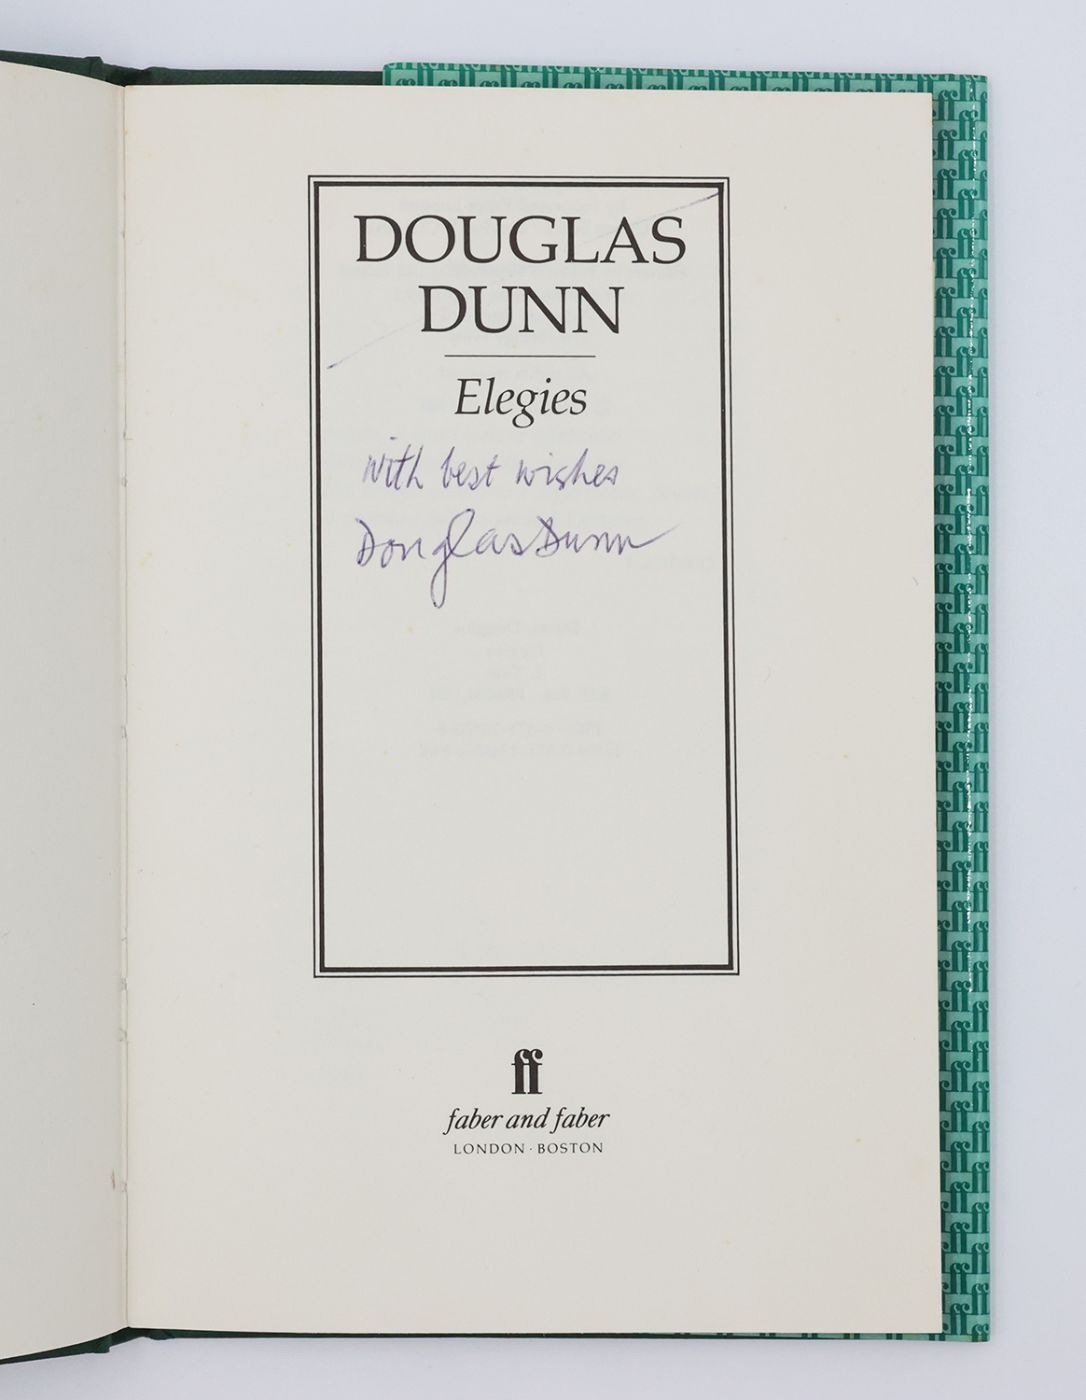 DOUGLAS
DUNN
Elegies
with best wishes
Douglas Dunn
ff
faber and faber
LONDON · BOSTON